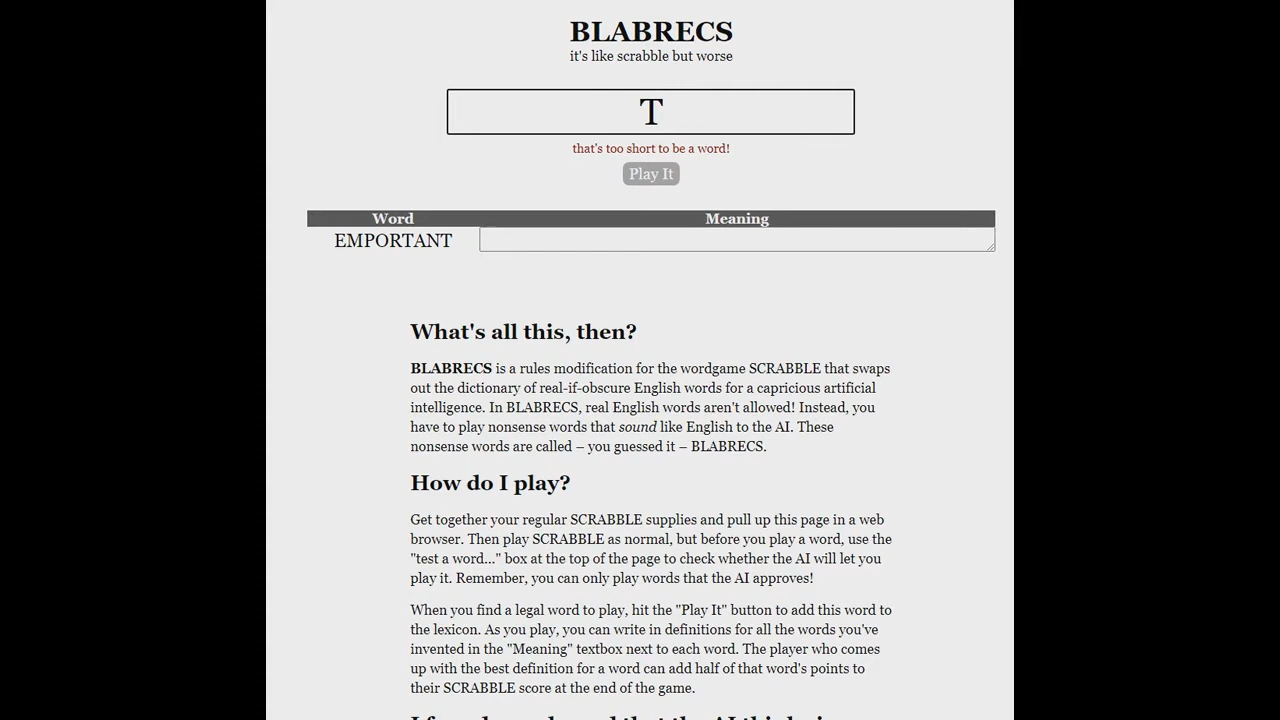 BLABRECS
it's like scrabble but worse
T
that's too short to be a word!
Play It
Word Meaning
EMPORTANT
What's all this, then?
BLABRECS is a rules modification for the wordgame SCRABBLE that swaps
out the dictionary of real-if-obscure English words for a capricious artificial
intelligence. In BLABRECS, real English words aren't allowed! Instead, you
have to play nonsense words that sound like English to the AI. These
nonsense words are called – you guessed it – BLABRECS.
How do I play?
Get together your regular SCRABBLE supplies and pull up this page in a web
browser. Then play SCRABBLE as normal, but before you play a word, use the
"test a word..." box at the top of the page to check whether the AI will let you
play it. Remember, you can only play words that the AI approves!
When you find a legal word to play, hit the "Play It" button to add this word to
the lexicon. As you play, you can write in definitions for all the words you've
invented in the "Meaning" textbox next to each word. The player who comes
up with the best definition for a word can add half of that word's points to
their SCRABBLE score at the end of the game.